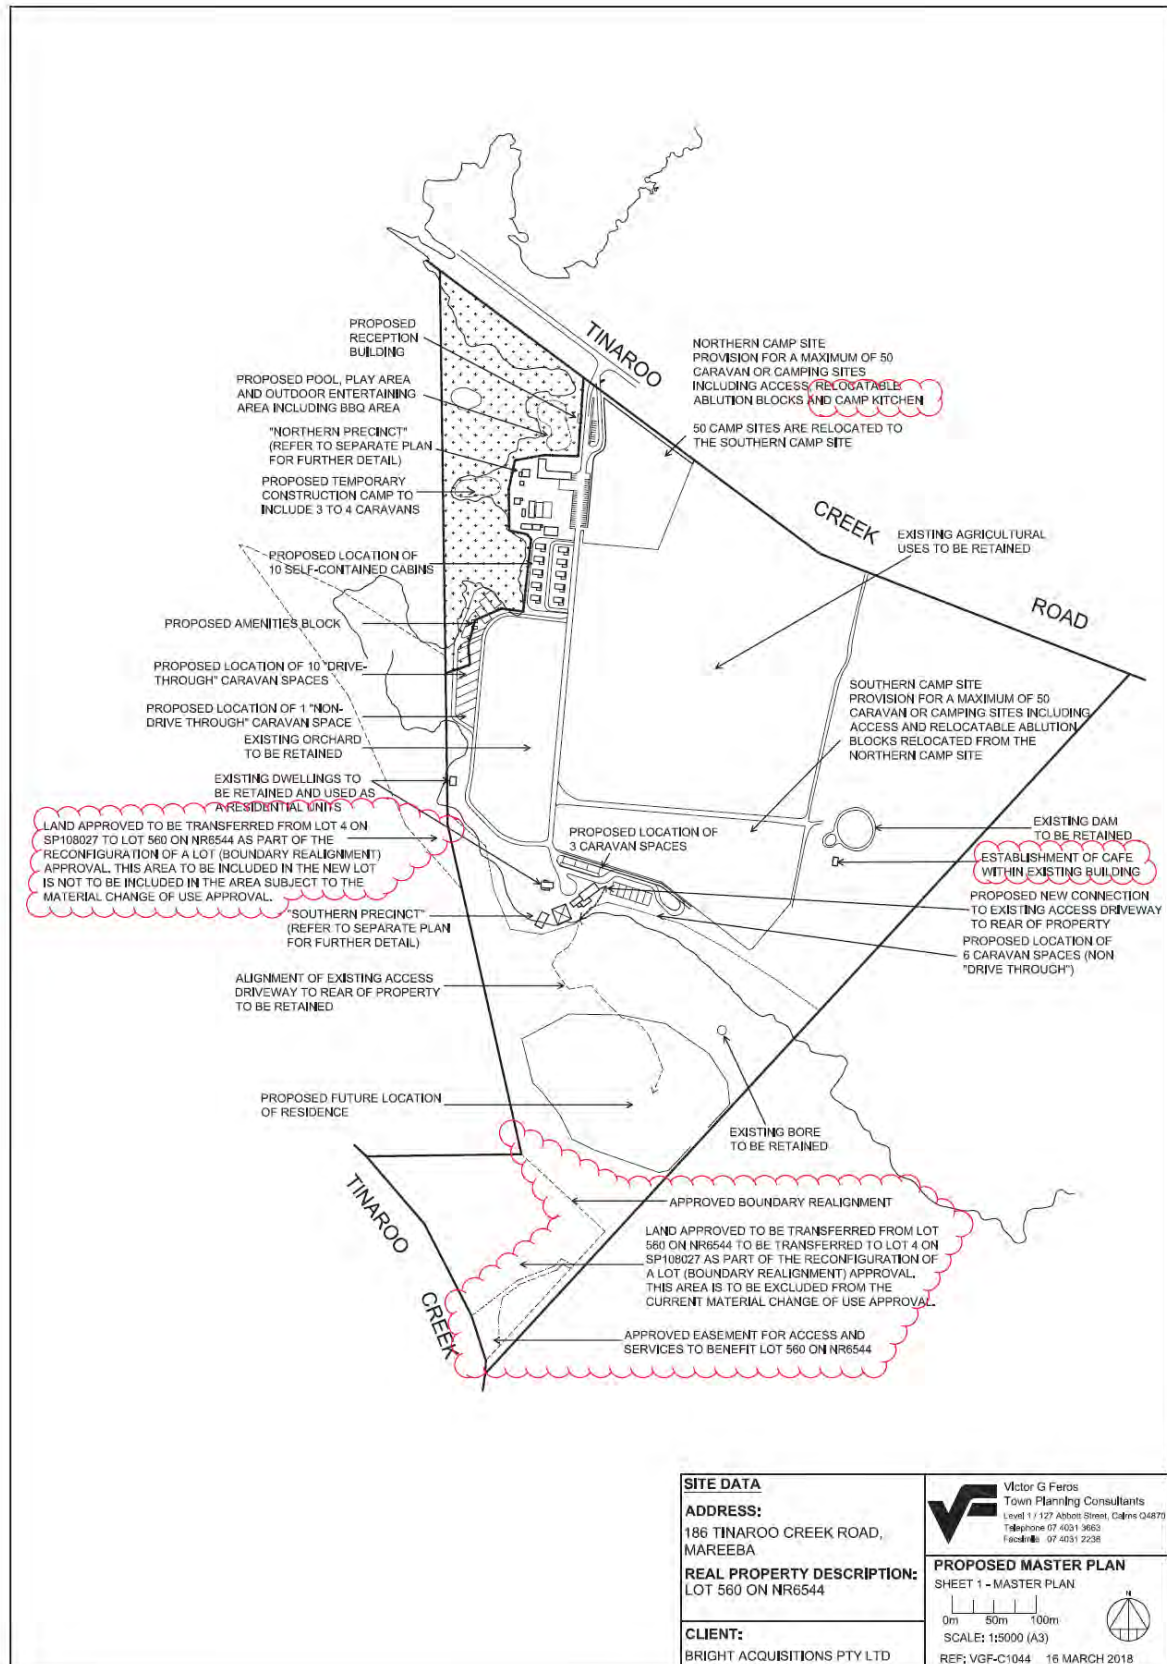 PROPOSED
RECEPTION
BUILDING
PROPOSED POOL, PLAY AREA
AND OUTDOOR ENTERTAINING
AREA INCLUDING BBQ AREA
"NORTHERN PRECINCT"
(REFER TO SEPARATE PLAN
FOR FURTHER DETAIL)
PROPOSED TEMPORARY
CONSTRUCTION CAMP TO
INCLUDE 3 TO 4 CARAVANS
PROPOSED LOCATION OF
10 SELF-CONTAINED CABINS
PROPOSED AMENITIES BLOCK
PROPOSED LOCATION OF 10 "DRIVE-
THROUGH" CARAVAN SPACES
PROPOSED LOCATION OF 1 "NON-
DRIVE THROUGH" CARAVAN SPACE
EXISTING ORCHARD
TO BE RETAINED
EXISTING DWELLINGS TO
BE RETAINED AND USED AS
A RESIDENTIAL UNITS
LAND APPROVED TO BE TRANSFERRED FROM LOT 4 ON
SP108027 TO LOT 560 ON NR6544 AS PART OF THE
RECONFIGURATION OF A LOT (BOUNDARY REALIGNMENT)
APPROVAL. THIS AREA TO BE INCLUDED IN THE NEW LOT
IS NOT TO BE INCLUDED IN THE AREA SUBJECT TO THE
MATERIAL CHANGE OF USE APPROVAL.
"SOUTHERN PRECINCT"
(REFER TO SEPARATE PLAN
FOR FURTHER DETAIL)
ALIGNMENT OF EXISTING ACCESS
DRIVEWAY TO REAR OF PROPERTY
TO BE RETAINED
PROPOSED FUTURE LOCATION
OF RESIDENCE
TINAROO
CREEK
TINAROO
CREEK
ROAD
NORTHERN CAMP SITE
PROVISION FOR A MAXIMUM OF 50
CARAVAN OR CAMPING SITES
INCLUDING ACCESS, RELOCATABLE
ABLUTION BLOCKS AND CAMP KITCHEN
50 CAMP SITES ARE RELOCATED TO
THE SOUTHERN CAMP SITE
EXISTING AGRICULTURAL
USES TO BE RETAINED
SOUTHERN CAMP SITE
PROVISION FOR A MAXIMUM OF 50
CARAVAN OR CAMPING SITES INCLUDING
ACCESS AND RELOCATABLE ABLUTION
BLOCKS RELOCATED FROM THE
NORTHERN CAMP SITE
PROPOSED LOCATION OF
3 CARAVAN SPACES
EXISTING DAM
TO BE RETAINED
ESTABLISHMENT OF CAFE
WITHIN EXISTING BUILDING
PROPOSED NEW CONNECTION
TO EXISTING ACCESS DRIVEWAY
TO REAR OF PROPERTY
PROPOSED LOCATION OF
6 CARAVAN SPACES (NON
"DRIVE THROUGH")
EXISTING BORE
TO BE RETAINED
APPROVED BOUNDARY REALIGNMENT
LAND APPROVED TO BE TRANSFERRED FROM LOT
560 ON NR6544 TO BE TRANSFERRED TO LOT 4 ON
SP108027 AS PART OF THE RECONFIGURATION OF
A LOT (BOUNDARY REALIGNMENT) APPROVAL.
THIS AREA IS TO BE EXCLUDED FROM THE
CURRENT MATERIAL CHANGE OF USE APPROVAL.
APPROVED EASEMENT FOR ACCESS AND
SERVICES TO BENEFIT LOT 560 ON NR6544
SITE DATA
ADDRESS:
186 TINAROO CREEK ROAD,
MAREEBA
REAL PROPERTY DESCRIPTION:
LOT 560 ON NR6544
CLIENT:
BRIGHT ACQUISITIONS PTY LTD
Victor G Feros
Town Planning Consultants
Level 1 / 127 Abbott Street, Cairns Q4870
Telephone 07 4031 3663
Facsimile 07 4031 2238
PROPOSED MASTER PLAN
SHEET 1 - MASTER PLAN
0m 50m 100m
N
SCALE: 1:5000 (A3)
REF: VGF-C1044 16 MARCH 2018